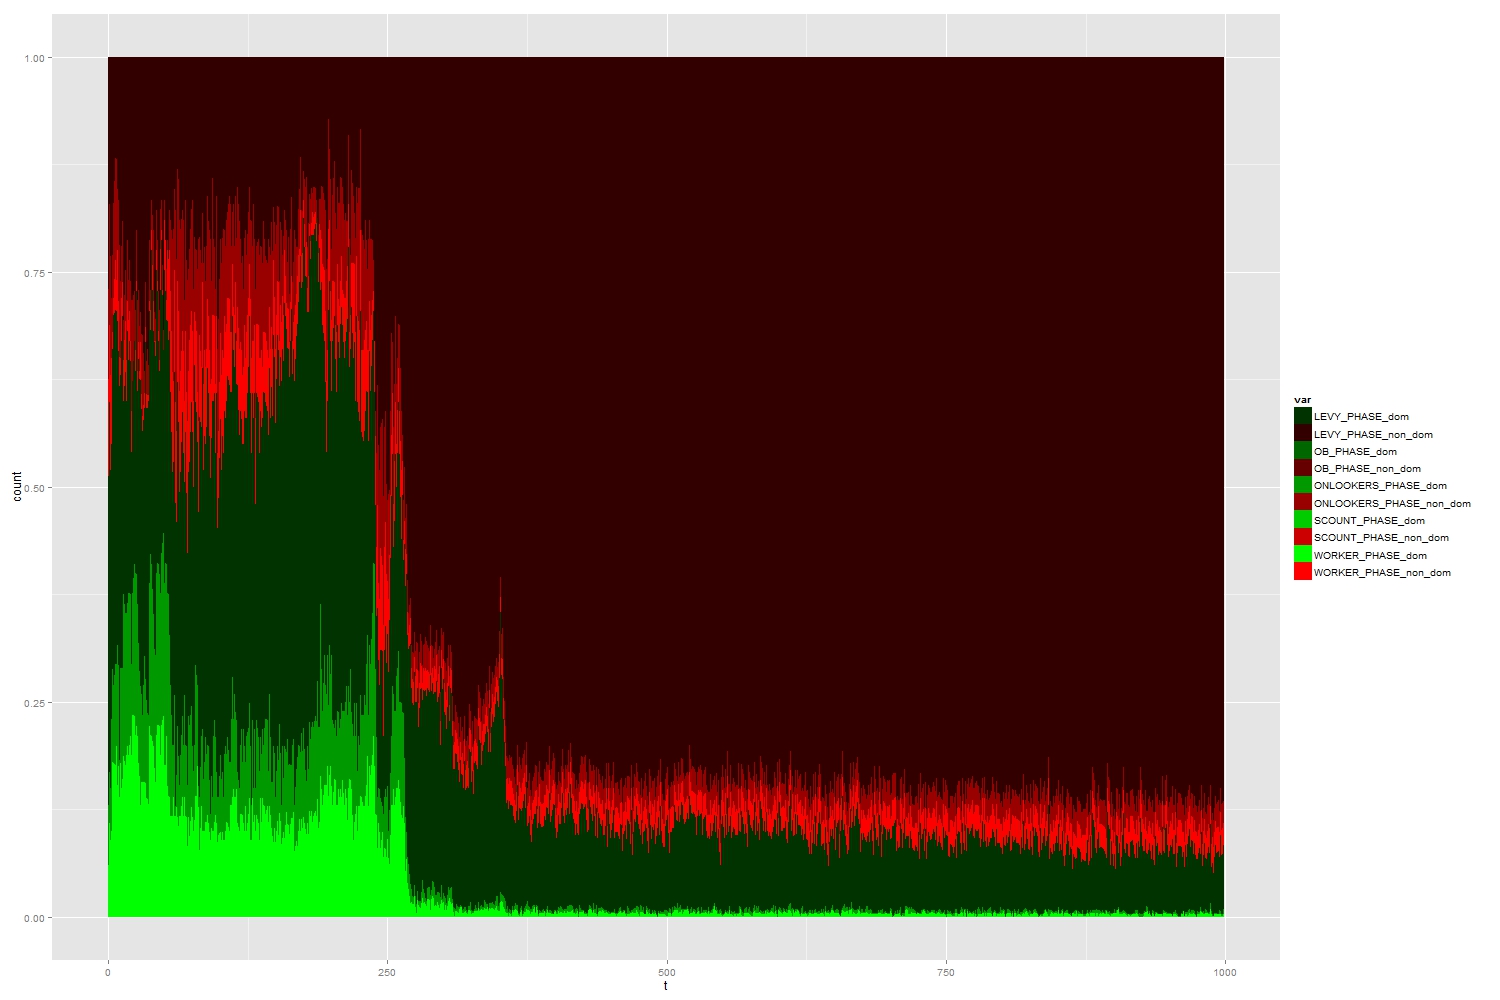 1.00
0.75
0.50
0.25
0.00
count
0
250
500
750
1000
t
var
LEVY_PHASE_dom
LEVY_PHASE_non_dom
OB_PHASE_dom
OB_PHASE_non_dom
ONLOOKERS_PHASE_dom
ONLOOKERS_PHASE_non_dom
SCOUNT_PHASE_dom
SCOUNT_PHASE_non_dom
WORKER_PHASE_dom
WORKER_PHASE_non_dom